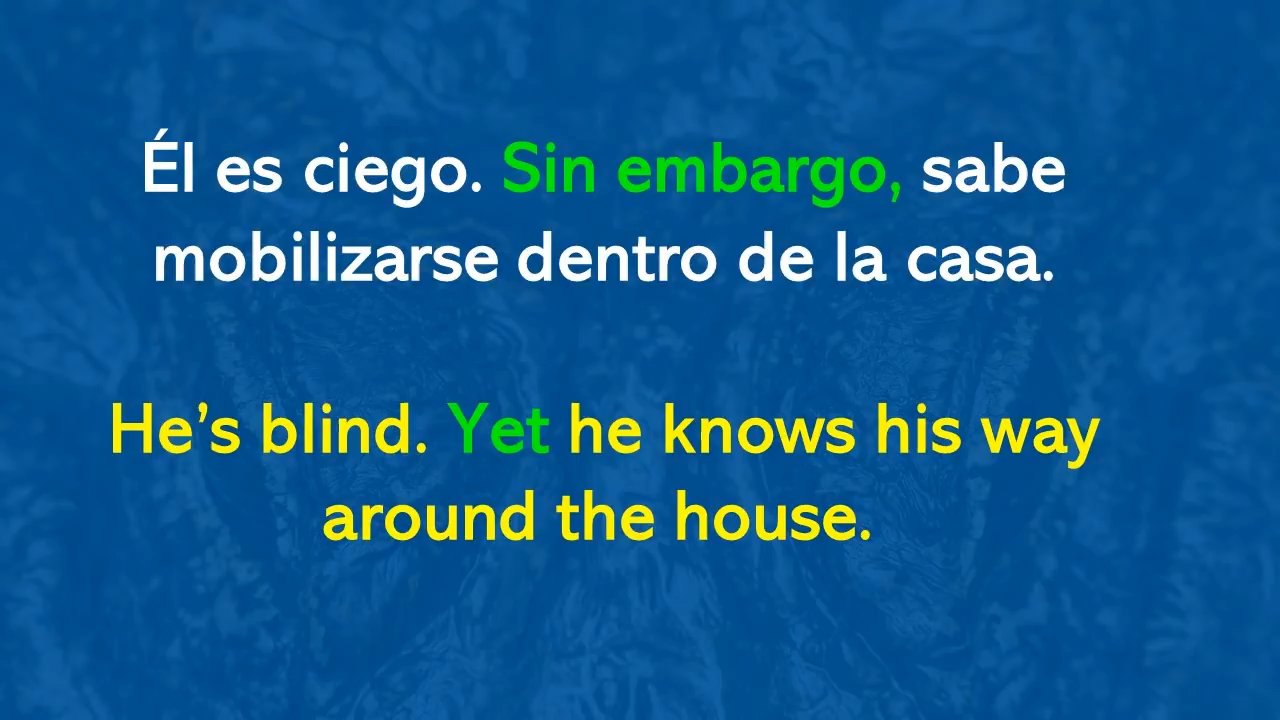 Él es ciego. Sin embargo, sabe
mobilizarse dentro de la casa.
He’s blind. Yet he knows his way
around the house.